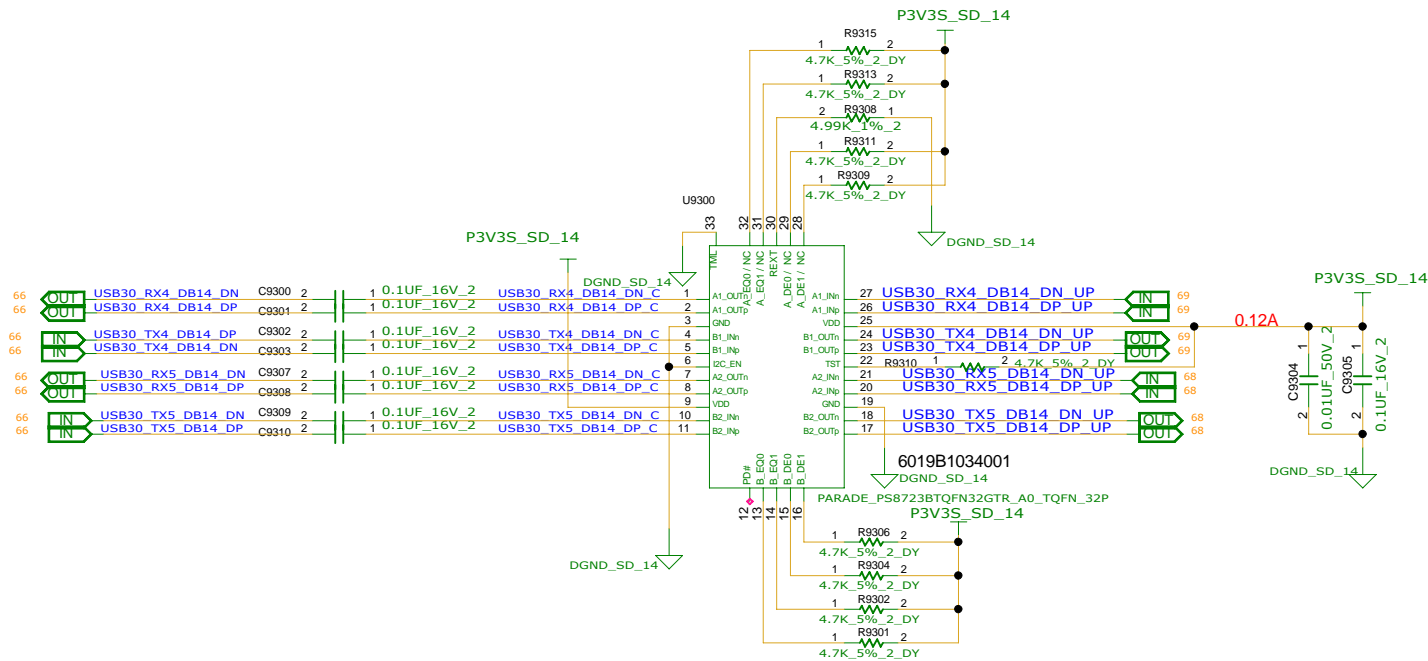 P3V3S_SD_14
R9315
1 2
4.7K_5%_2_DY
R9313
1 2
4.7K_5%_2_DY
R9308
2 1
4.99K_1%_2
R9311
1 2
4.7K_5%_2_DY
R9309
1 2
4.7K_5%_2_DY
DGND_SD_14
U9300
33 32 31 30 29 28
TML A_EQ0/ NC A_EQ1/ NC REXT A_DE0/ NC A_DE1/ NC
P3V3S_SD_14
DGND_SD_14
66 OUT USB30_RX4_DB14_DN C9300 2 1 0.1UF_16V_2 USB30_RX4_DB14_DN_C 1 A1_OUTn
66 OUT USB30_RX4_DB14_DP C9301 2 1 USB30_RX4_DB14_DP_C 2 A1_OUTp
3 GND
66 IN USB30_TX4_DB14_DP C9302 2 1 0.1UF_16V_2 USB30_TX4_DB14_DN_C 4 B1_INn
66 IN USB30_TX4_DB14_DN C9303 2 1 0.1UF_16V_2 USB30_TX4_DB14_DP_C 5 B1_INp
6 I2C_EN
66 OUT USB30_RX5_DB14_DN C9307 2 1 0.1UF_16V_2 USB30_RX5_DB14_DN_C 7 A2_OUTn
66 OUT USB30_RX5_DB14_DP C9308 2 1 0.1UF_16V_2 USB30_RX5_DB14_DP_C 8 A2_OUTp
9 VDD
66 IN USB30_TX5_DB14_DN C9309 2 1 0.1UF_16V_2 USB30_TX5_DB14_DN_C 10 B2_INn
66 IN USB30_TX5_DB14_DP C9310 2 1 0.1UF_16V_2 USB30_TX5_DB14_DP_C 11 B2_INp
A1_INn 27 USB30_RX4_DB14_DN_UP IN 69
A1_INp 26 USB30_RX4_DB14_DP_UP IN 69
VDD 25
B1_OUTn 24 USB30_TX4_DB14_DN_UP OUT 69
B1_OUTp 23 USB30_TX4_DB14_DP_UP OUT 69
TST 22 R9310 1 2 4.7K_5%_2_DY
A2_INn 21 USB30_RX5_DB14_DN_UP IN 68
A2_INp 20 USB30_RX5_DB14_DP_UP IN 68
GND 19
B2_OUTn 18 USB30_TX5_DB14_DN_UP OUT 68
B2_OUTp 17 USB30_TX5_DB14_DP_UP OUT 68
0.12A
P3V3S_SD_14
C9304 1 2 0.01UF_50V_2
C9305 1 2 0.1UF_16V_2
DGND_SD_14
6019B1034001
DGND_SD_14
PARADE_PS8723BTQFN32GTR_A0_TQFN_32P
PD# B_EQ0 B_EQ1 B_DE0 B_DE1
12 13 14 15 16
DGND_SD_14
P3V3S_SD_14
R9306
1 2
4.7K_5%_2_DY
R9304
1 2
4.7K_5%_2_DY
R9302
1 2
4.7K_5%_2_DY
R9301
1 2
4.7K_5%_2_DY